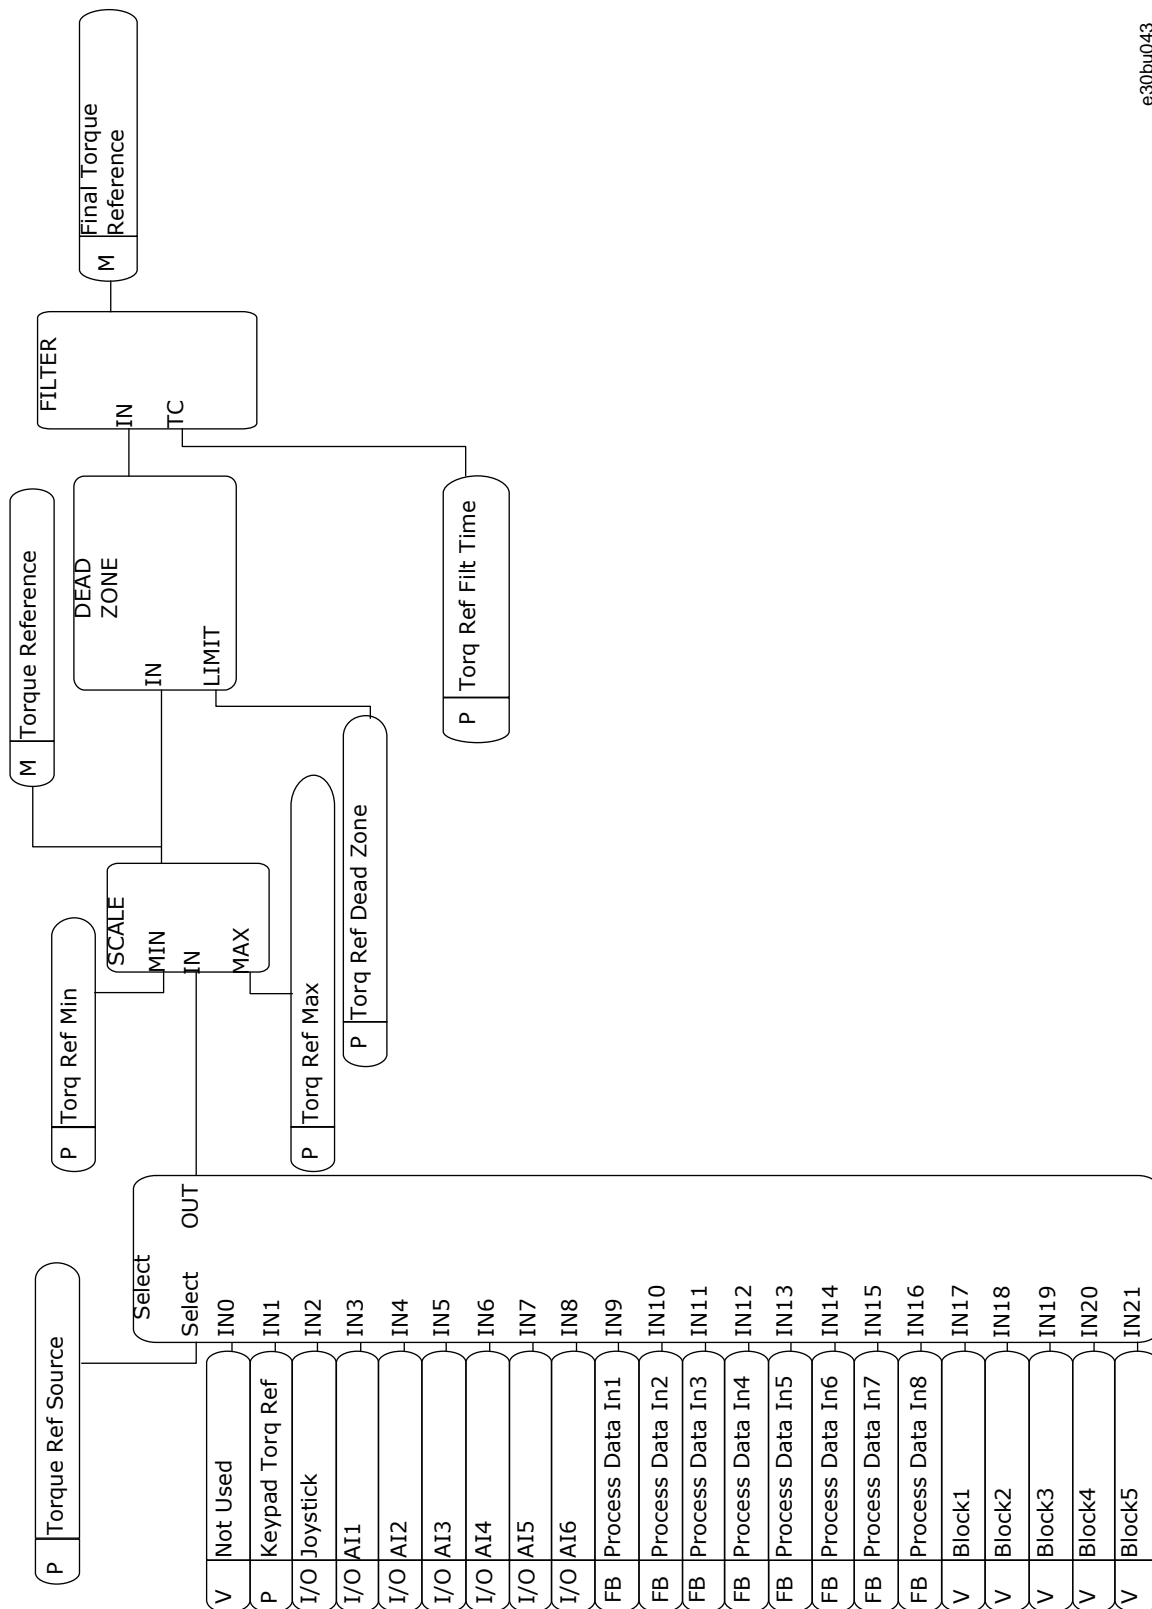 P Torque Ref Source
Select
Select OUT
V Not Used IN0
P Keypad Torq Ref IN1
I/O Joystick IN2
I/O AI1 IN3
I/O AI2 IN4
I/O AI3 IN5
I/O AI4 IN6
I/O AI5 IN7
I/O AI6 IN8
FB Process Data In1 IN9
FB Process Data In2 IN10
FB Process Data In3 IN11
FB Process Data In4 IN12
FB Process Data In5 IN13
FB Process Data In6 IN14
FB Process Data In7 IN15
FB Process Data In8 IN16
V Block1 IN17
V Block2 IN18
V Block3 IN19
V Block4 IN20
V Block5 IN21
P Torq Ref Min
SCALE
MIN
IN
MAX
P Torq Ref Max
M Torque Reference
DEAD
ZONE
IN
LIMIT
P Torq Ref Dead Zone
FILTER
IN
TC
P Torq Ref Filt Time
M Final Torque
Reference
e30bu043